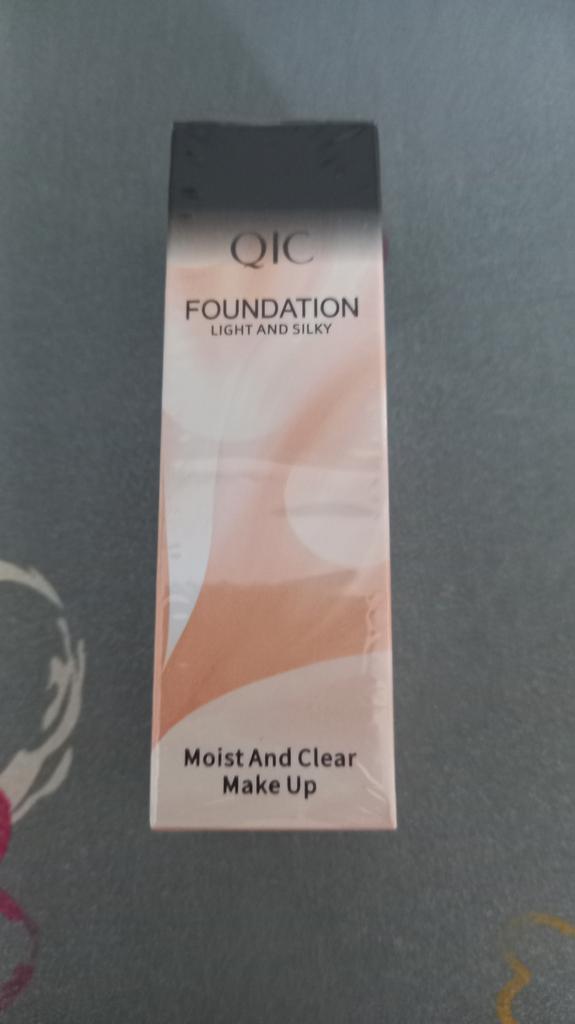 QIC
FOUNDATION
LIGHT AND SILKY
Moist And Clear
Make Up